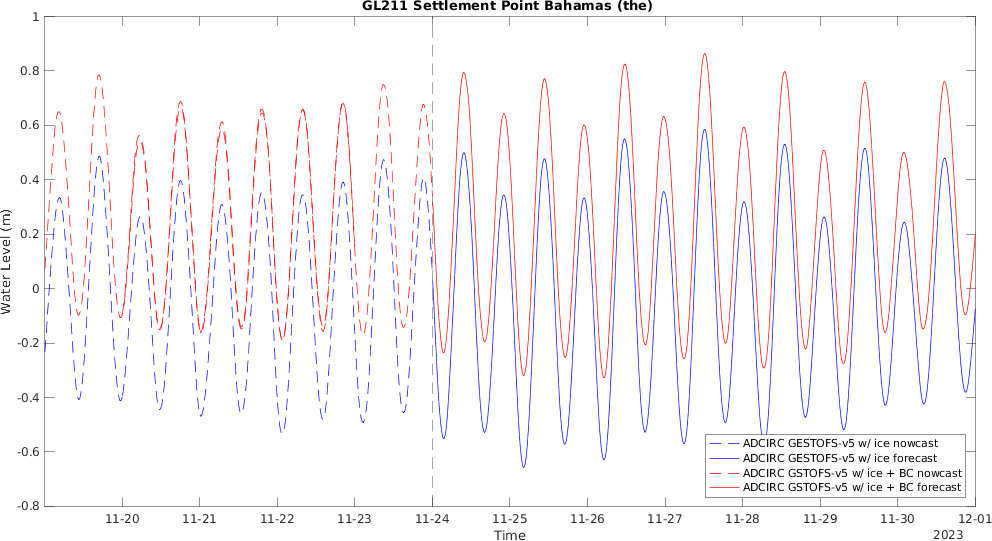 GL211 Settlement Point Bahamas (the)
1
0.8
0.6
0.4
0.2
0
-0.2
-0.4
-0.6
-0.8
Water Level (m)
ADCIRC GESTOFS-v5 w/ ice nowcast
ADCIRC GESTOFS-v5 w/ ice forecast
ADCIRC GSTOFS-v5 w/ ice + BC nowcast
ADCIRC GSTOFS-v5 w/ ice + BC forecast
11-20 11-21 11-22 11-23 11-24 11-25 11-26 11-27 11-28 11-29 11-30 12-01
Time
2023